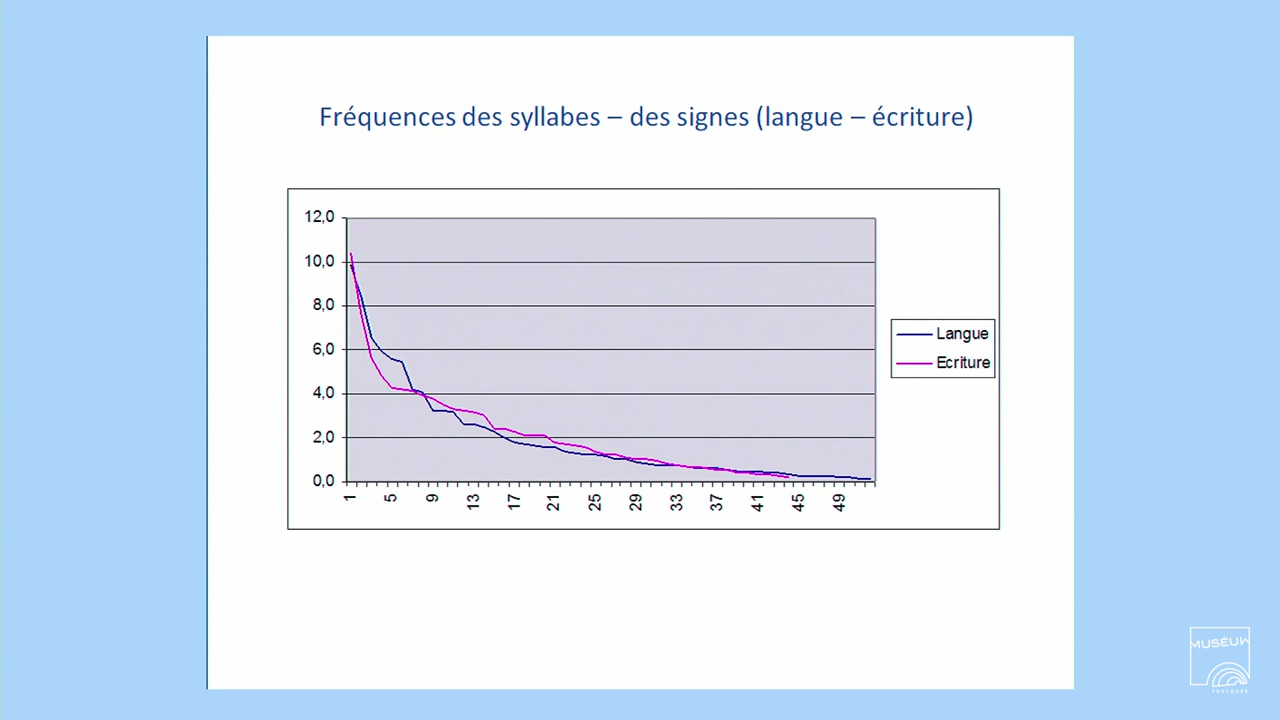 Fréquences des syllabes – des signes (langue – écriture)
12,0
10,0
8,0
6,0
4,0
2,0
0,0
1 5 9 13 17 21 25 29 33 37 41 45 49
Langue
Ecriture
MUSÉUM
TOULOUSE